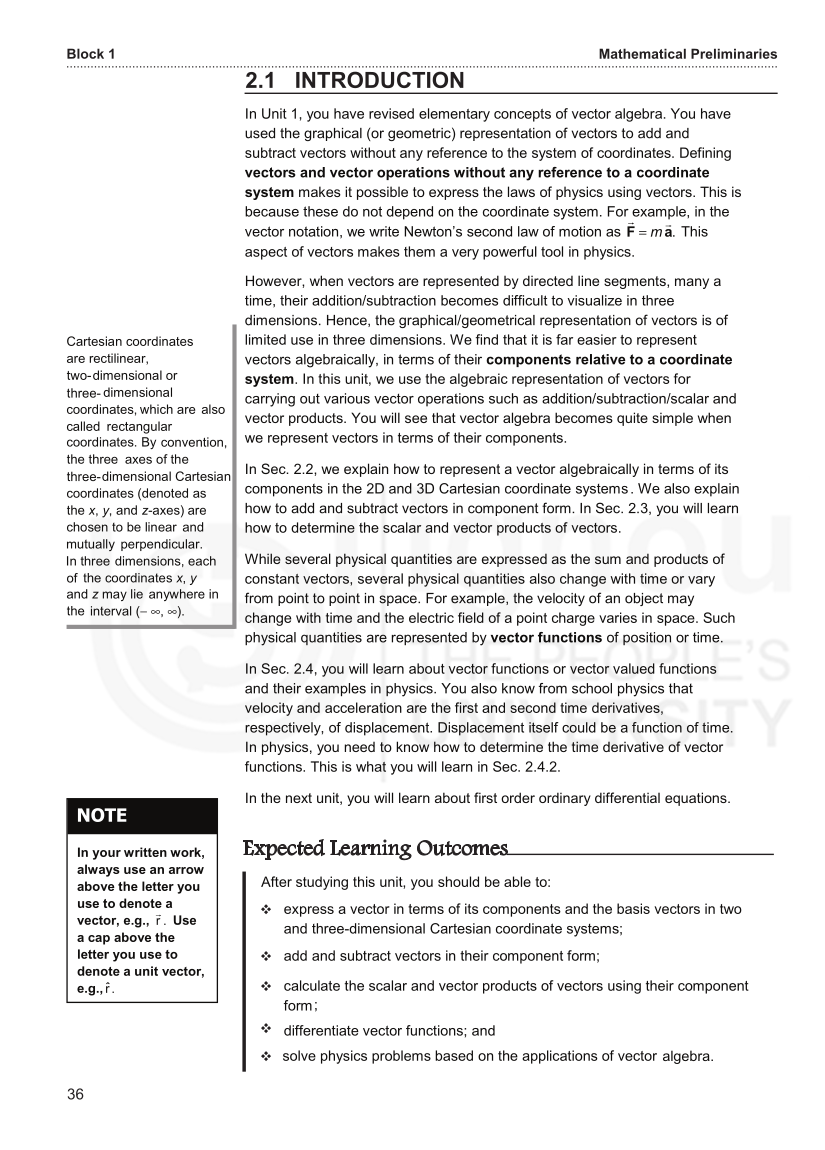 Block 1 Mathematical Preliminaries
2.1 INTRODUCTION
In Unit 1, you have revised elementary concepts of vector algebra. You have
used the graphical (or geometric) representation of vectors to add and
subtract vectors without any reference to the system of coordinates. Defining
vectors and vector operations without any reference to a coordinate
system makes it possible to express the laws of physics using vectors. This is
because these do not depend on the coordinate system. For example, in the
vector notation, we write Newton's second law of motion as F⃗ = m a⃗. This
aspect of vectors makes them a very powerful tool in physics.
However, when vectors are represented by directed line segments, many a
time, their addition/subtraction becomes difficult to visualize in three
dimensions. Hence, the graphical/geometrical representation of vectors is of
limited use in three dimensions. We find that it is far easier to represent
vectors algebraically, in terms of their components relative to a coordinate
system. In this unit, we use the algebraic representation of vectors for
carrying out various vector operations such as addition/subtraction/scalar and
vector products. You will see that vector algebra becomes quite simple when
we represent vectors in terms of their components.
Cartesian coordinates
are rectilinear,
two-dimensional or
three- dimensional
coordinates, which are also
called rectangular
coordinates. By convention,
the three axes of the
three-dimensional Cartesian
coordinates (denoted as
the x, y, and z-axes) are
chosen to be linear and
mutually perpendicular.
In three dimensions, each
of the coordinates x, y
and z may lie anywhere in
the interval (− ∞, ∞).
In Sec. 2.2, we explain how to represent a vector algebraically in terms of its
components in the 2D and 3D Cartesian coordinate systems. We also explain
how to add and subtract vectors in component form. In Sec. 2.3, you will learn
how to determine the scalar and vector products of vectors.
While several physical quantities are expressed as the sum and products of
constant vectors, several physical quantities also change with time or vary
from point to point in space. For example, the velocity of an object may
change with time and the electric field of a point charge varies in space. Such
physical quantities are represented by vector functions of position or time.
In Sec. 2.4, you will learn about vector functions or vector valued functions
and their examples in physics. You also know from school physics that
velocity and acceleration are the first and second time derivatives,
respectively, of displacement. Displacement itself could be a function of time.
In physics, you need to know how to determine the time derivative of vector
functions. This is what you will learn in Sec. 2.4.2.
In the next unit, you will learn about first order ordinary differential equations.
NOTE
In your written work,
always use an arrow
above the letter you
use to denote a
vector, e.g., r⃗. Use
a cap above the
letter you use to
denote a unit vector,
e.g., r̂.
Expected Learning Outcomes
After studying this unit, you should be able to:
❖ express a vector in terms of its components and the basis vectors in two
and three-dimensional Cartesian coordinate systems;
❖ add and subtract vectors in their component form;
❖ calculate the scalar and vector products of vectors using their component
form;
❖ differentiate vector functions; and
❖ solve physics problems based on the applications of vector algebra.
36
ignou
THE PEOPLE'S
UNIVERSITY